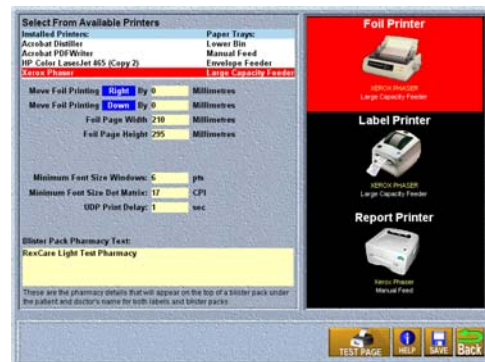 Select From Available Printers
Installed Printers: Paper Trays:
Acrobat Distiller Lower Bin
Acrobat PDFWriter Manual Feed
HP Color LaserJet 465 (Copy 2) Envelope Feeder
Xerox Phaser Large Capacity Feeder
Move Foil Printing Right By 0 Millimetres
Move Foil Printing Down By 0 Millimetres
Foil Page Width 210 Millimetres
Foil Page Height 295 Millimetres
Minimum Font Size Windows: 6 pts
Minimum Font Size Dot Matrix: 17 CPI
UDP Print Delay: 1 sec
Blister Pack Pharmacy Text:
RexCare Light Test Pharmacy
These are the pharmacy details that will appear on the top of a blister pack under
the patient and doctor's name for both labels and blister packs
Foil Printer
XEROX PHASER
Large Capacity Feeder
Label Printer
XEROX PHASER
Large Capacity Feeder
Report Printer
Xerox Phaser
Manual Feed
TEST PAGE HELP SAVE Back